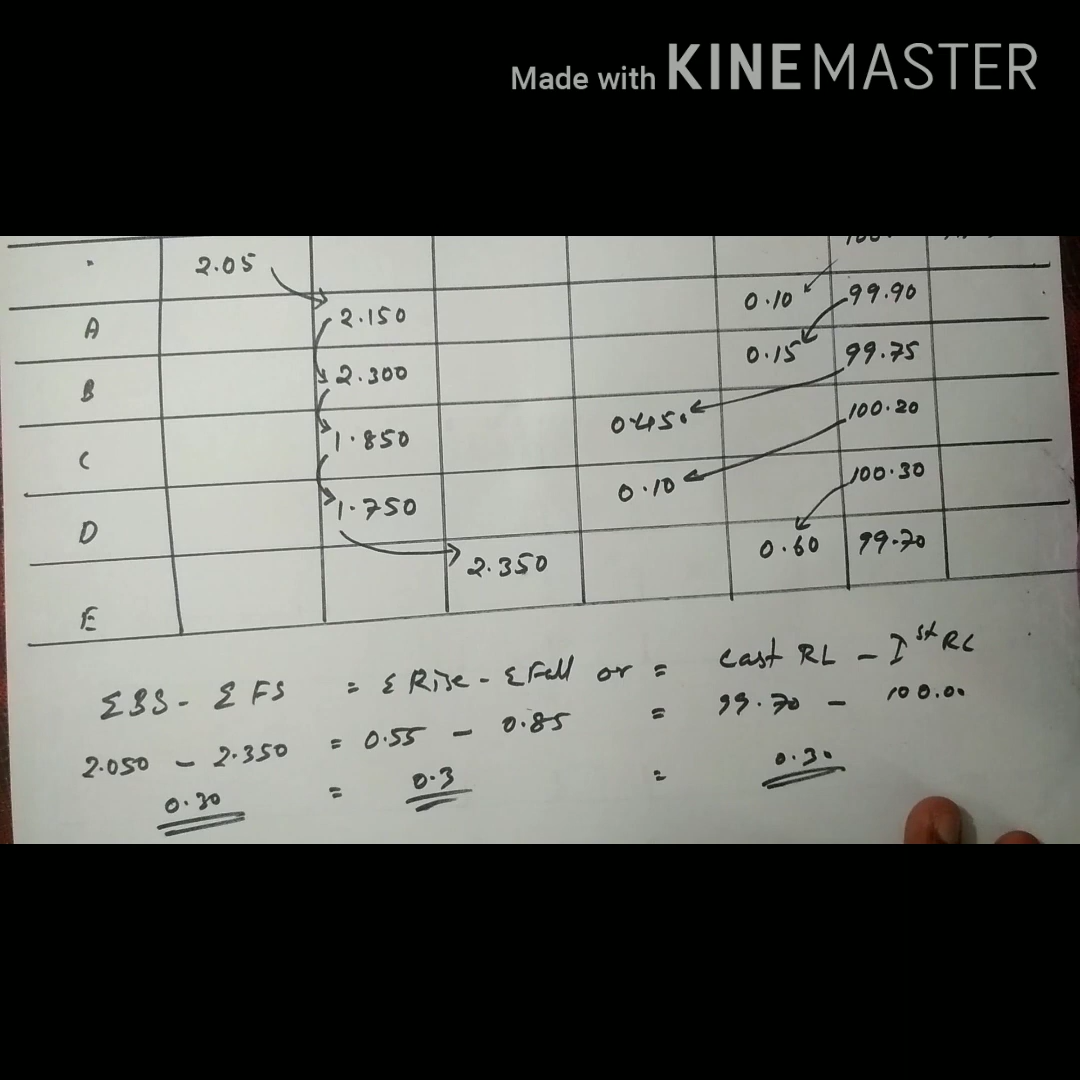 Made with KINEMASTER
2.05
A 2.150 0.10 99.90
B 2.300 0.15 99.75
C 1.850 0.450 100.20
D 1.750 0.10 100.30
E 2.350 0.60 99.70
ΣBS - ΣFS = ΣRise - ΣFall or = Last RL - Ist RL
2.050 - 2.350 = 0.55 - 0.85 = 99.70 - 100.00
0.30 = 0.3 = 0.30